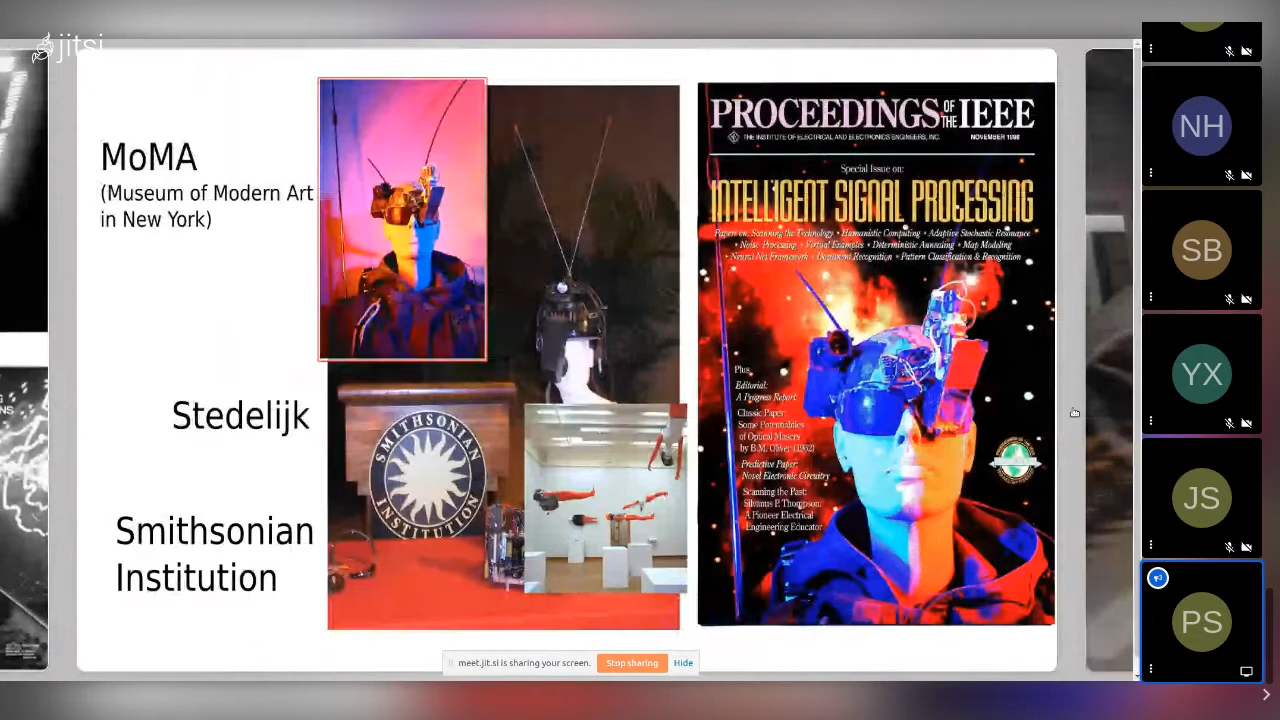 jitsi
MoMA
(Museum of Modern Art
in New York)
Stedelijk
Smithsonian
Institution
SMITHSONIAN
INSTITUTION
PROCEEDINGS OF THE IEEE
THE INSTITUTE OF ELECTRICAL AND ELECTRONICS ENGINEERS, INC.
NOVEMBER 1998
Special Issue on:
INTELLIGENT SIGNAL PROCESSING
Papers on: Scanning the Technology • Humanistic Computing • Adaptive Stochastic Resonance
• Noise Processing • Virtual Examples • Deterministic Annealing • Map Modeling
• Neural Net Framework • Document Recognition • Pattern Classification & Recognition
Plus
Editorial:
A Progress Report
Classic Paper:
Some Potentialities
of Optical Masers
by B.M. Oliver (1962)
Predictive Paper:
Novel Electronic Circuitry
Scanning the Past:
Silvanus P. Thompson:
A Pioneer Electrical
Engineering Educator
meet.jit.si is sharing your screen.
Stop sharing
Hide
NH
SB
YX
JS
PS